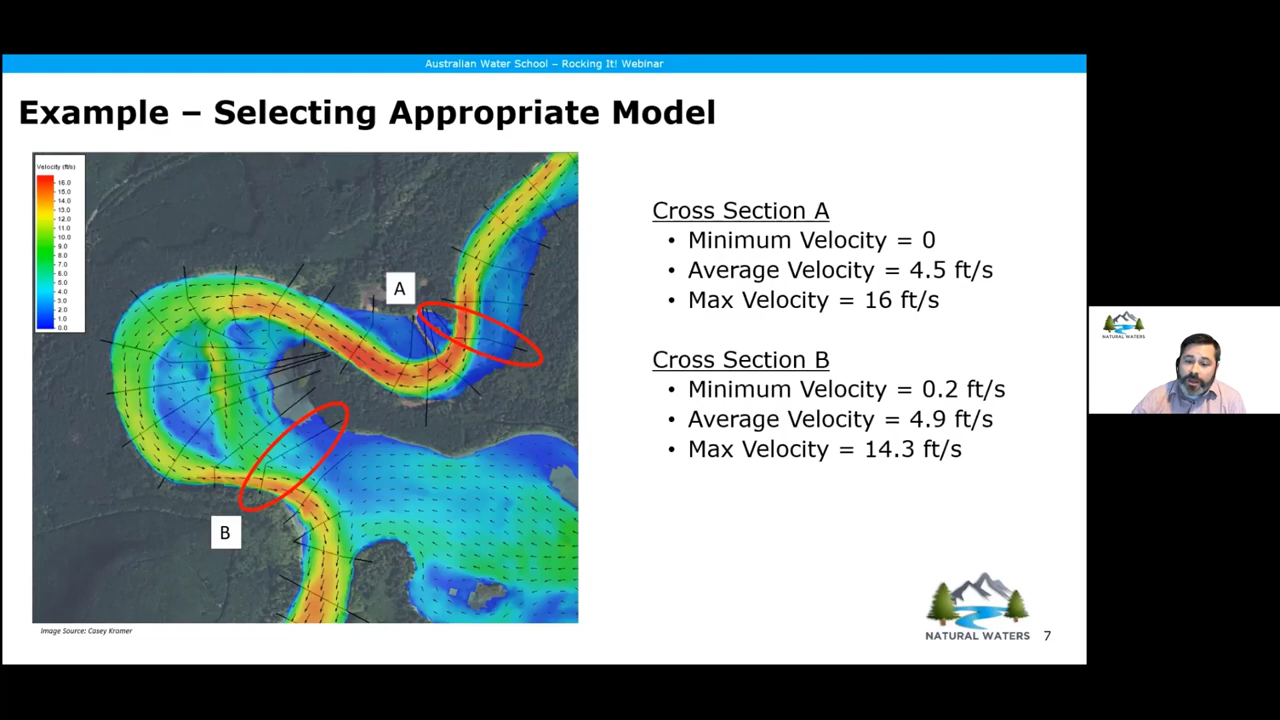 Australian Water School – Rocking It! Webinar
Example – Selecting Appropriate Model
Velocity (ft/s)
16.0
15.0
14.0
13.0
12.0
11.0
10.0
9.0
8.0
7.0
6.0
5.0
4.0
3.0
2.0
1.0
0.0
A
B
Cross Section A
• Minimum Velocity = 0
• Average Velocity = 4.5 ft/s
• Max Velocity = 16 ft/s
Cross Section B
• Minimum Velocity = 0.2 ft/s
• Average Velocity = 4.9 ft/s
• Max Velocity = 14.3 ft/s
Image Source: Casey Kramer
NATURAL WATERS
7
NATURAL WATERS